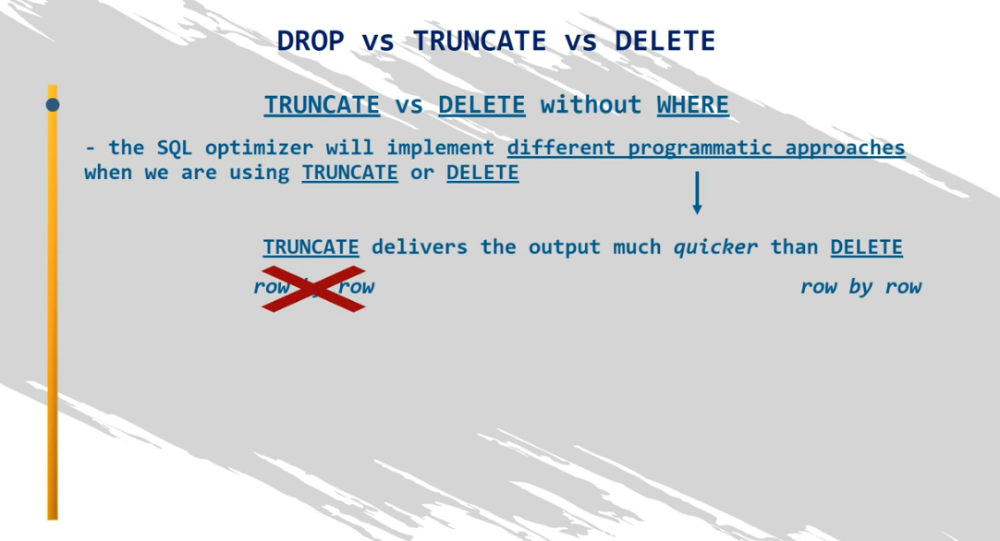 DROP vs TRUNCATE vs DELETE
TRUNCATE vs DELETE without WHERE
- the SQL optimizer will implement different programmatic approaches
when we are using TRUNCATE or DELETE
TRUNCATE delivers the output much quicker than DELETE
row by row row by row